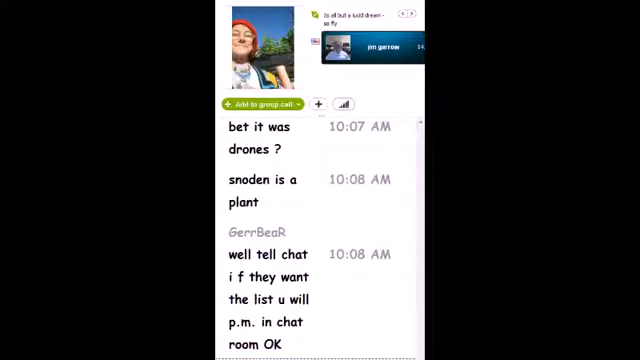 its all but a lucid dream -
so fly
jim garrow
Add to group call
bet it was
drones ?
10:07 AM
snoden is a
plant
10:08 AM
GerrBeaR
well tell chat
i f they want
the list u will
p.m. in chat
room OK
10:08 AM